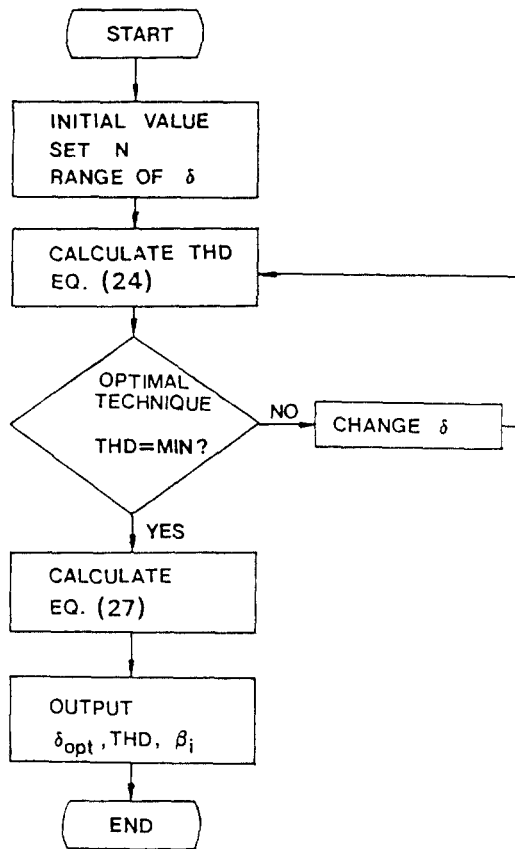 START
INITIAL VALUE
SET N
RANGE OF δ
CALCULATE THD
EQ. (24)
OPTIMAL
TECHNIQUE
THD=MIN?
NO
CHANGE δ
YES
CALCULATE
EQ. (27)
OUTPUT
δopt, THD, βi
END